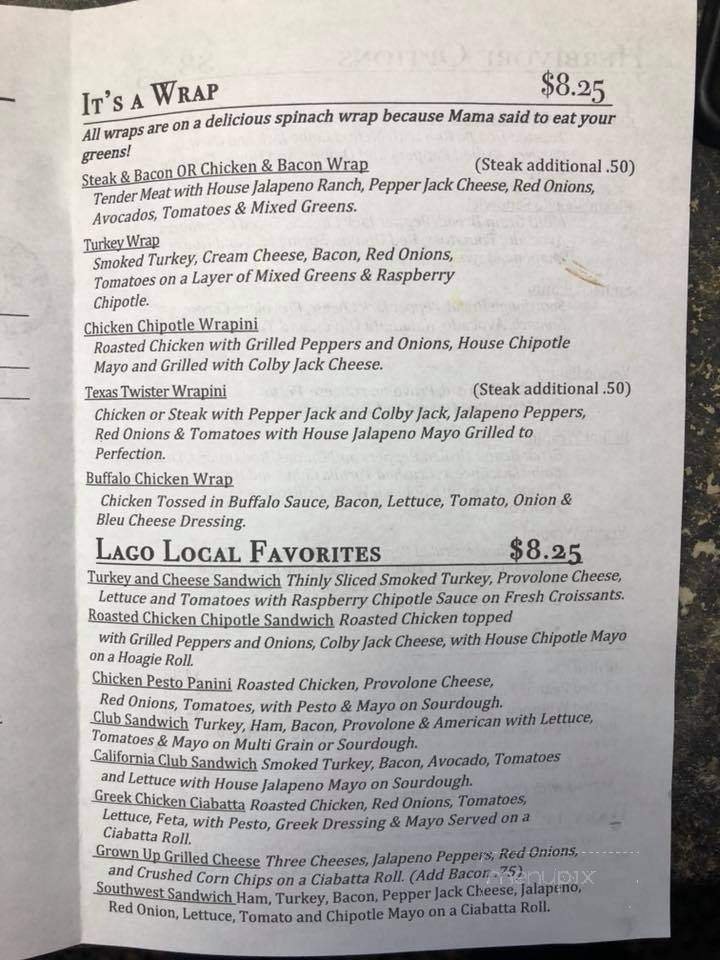 IT'S A WRAP $8.25
All wraps are on a delicious spinach wrap because Mama said to eat your
greens!
Steak & Bacon OR Chicken & Bacon Wrap (Steak additional .50)
Tender Meat with House Jalapeno Ranch, Pepper Jack Cheese, Red Onions,
Avocados, Tomatoes & Mixed Greens.
Turkey Wrap
Smoked Turkey, Cream Cheese, Bacon, Red Onions,
Tomatoes on a Layer of Mixed Greens & Raspberry
Chipotle.
Chicken Chipotle Wrapini
Roasted Chicken with Grilled Peppers and Onions, House Chipotle
Mayo and Grilled with Colby Jack Cheese.
Texas Twister Wrapini (Steak additional .50)
Chicken or Steak with Pepper Jack and Colby Jack, Jalapeno Peppers,
Red Onions & Tomatoes with House Jalapeno Mayo Grilled to
Perfection.
Buffalo Chicken Wrap
Chicken Tossed in Buffalo Sauce, Bacon, Lettuce, Tomato, Onion &
Bleu Cheese Dressing.
LAGO LOCAL FAVORITES $8.25
Turkey and Cheese Sandwich Thinly Sliced Smoked Turkey, Provolone Cheese,
Lettuce and Tomatoes with Raspberry Chipotle Sauce on Fresh Croissants.
Roasted Chicken Chipotle Sandwich Roasted Chicken topped
with Grilled Peppers and Onions, Colby Jack Cheese, with House Chipotle Mayo
on a Hoagie Roll.
Chicken Pesto Panini Roasted Chicken, Provolone Cheese,
Red Onions, Tomatoes, with Pesto & Mayo on Sourdough.
Club Sandwich Turkey, Ham, Bacon, Provolone & American with Lettuce,
Tomatoes & Mayo on Multi Grain or Sourdough.
California Club Sandwich Smoked Turkey, Bacon, Avocado, Tomatoes
and Lettuce with House Jalapeno Mayo on Sourdough.
Greek Chicken Ciabatta Roasted Chicken, Red Onions, Tomatoes,
Lettuce, Feta, with Pesto, Greek Dressing & Mayo Served on a
Ciabatta Roll.
Grown Up Grilled Cheese Three Cheeses, Jalapeno Peppers, Red Onions,
and Crushed Corn Chips on a Ciabatta Roll. (Add Bacon .75)
menupix
Southwest Sandwich Ham, Turkey, Bacon, Pepper Jack Cheese, Jalapeno,
Red Onion, Lettuce, Tomato and Chipotle Mayo on a Ciabatta Roll.